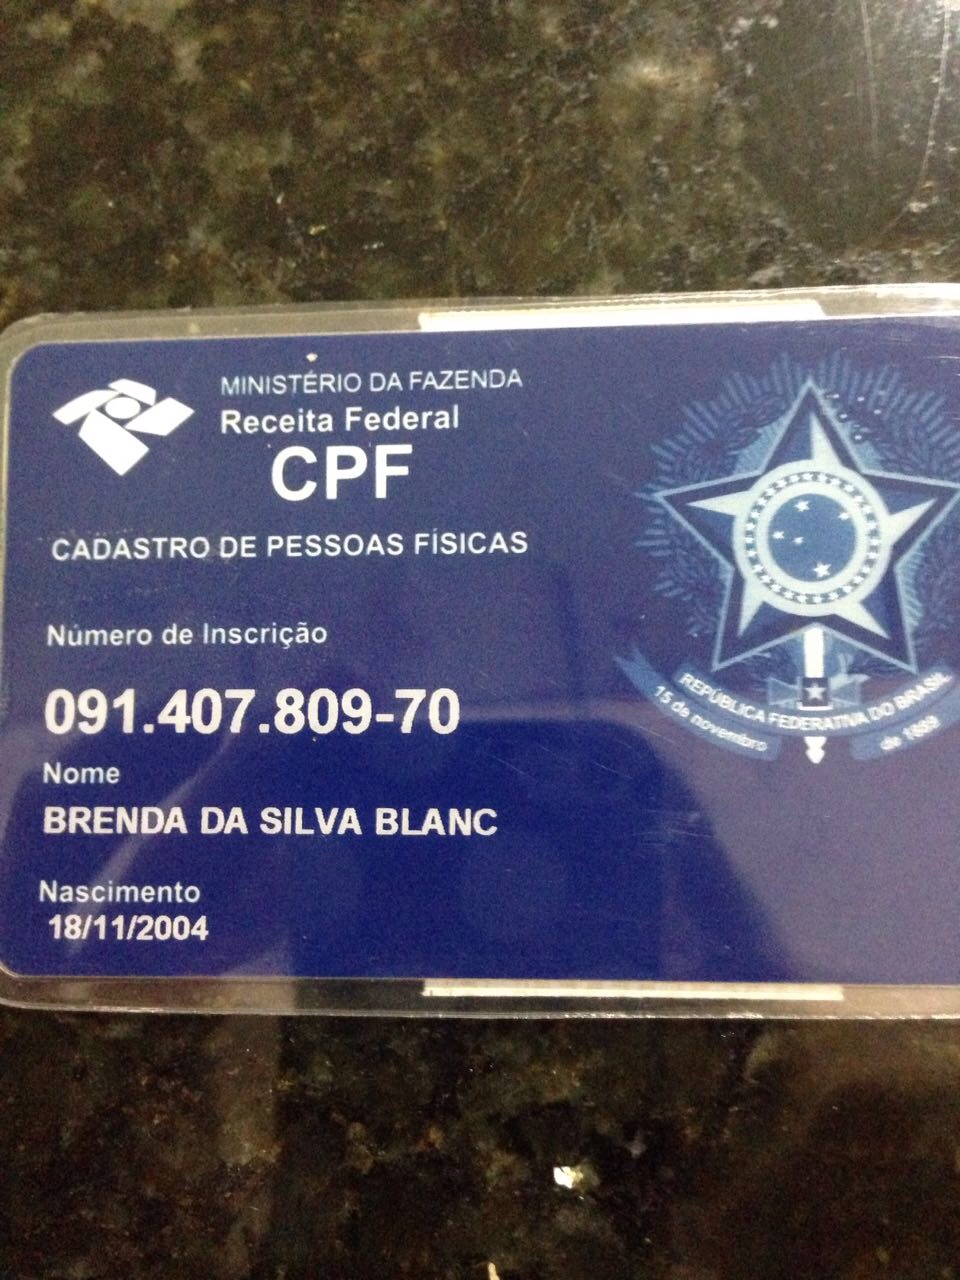 MINISTÉRIO DA FAZENDA
Receita Federal
CPF
CADASTRO DE PESSOAS FÍSICAS
Número de Inscrição
091.407.809-70
Nome
BRENDA DA SILVA BLANC
Nascimento
18/11/2004
REPÚBLICA FEDERATIVA DO BRASIL
15 de novembro de 1889